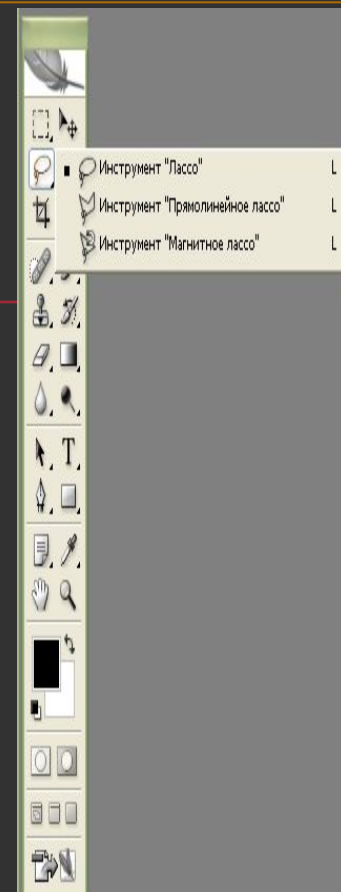 Инструмент "Лассо" L
Инструмент "Прямолинейное лассо" L
Инструмент "Магнитное лассо" L
T